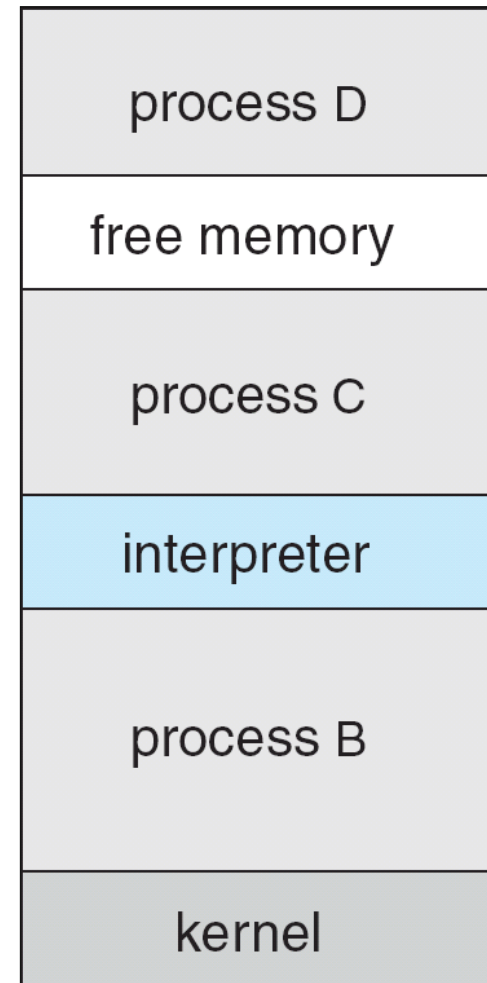 process D
free memory
process C
interpreter
process B
kernel